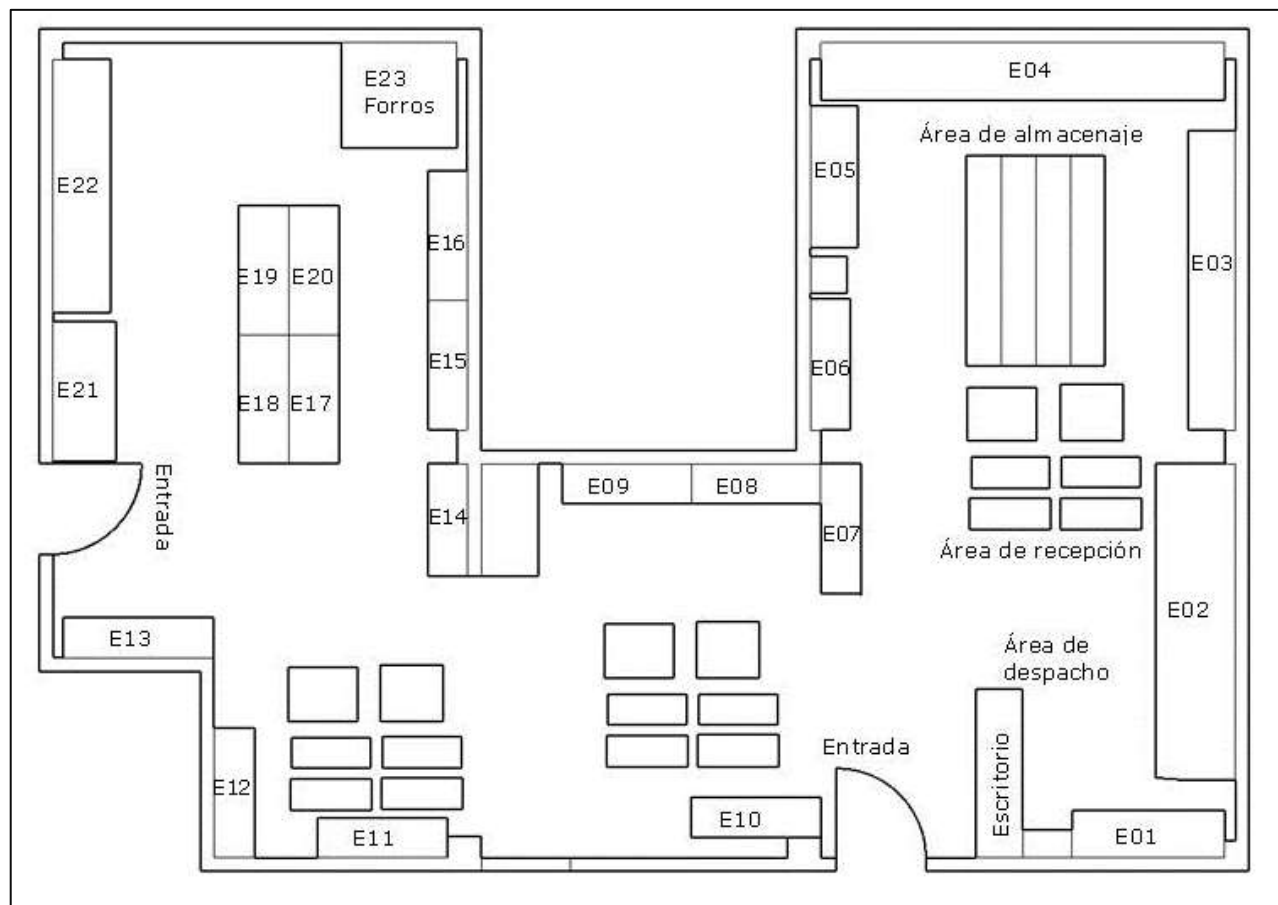 E23
Forros
E04
Área de almacenaje
E05
E22
E16
E03
E19
E20
E15
E06
E21
E18
E17
Entrada
E09
E08
E14
E07
Área de recepción
E02
E13
Área de
despacho
Entrada
Escritorio
E12
E10
E11
E01